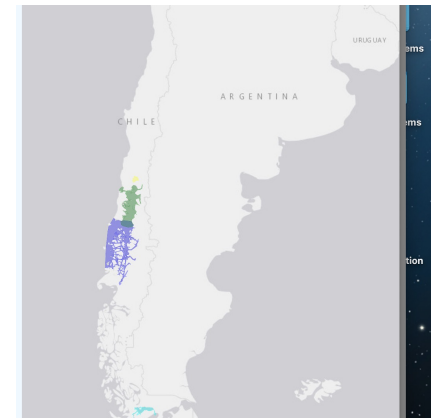 URUGUAY
ems
ARGENTINA
CHILE
ems
tion